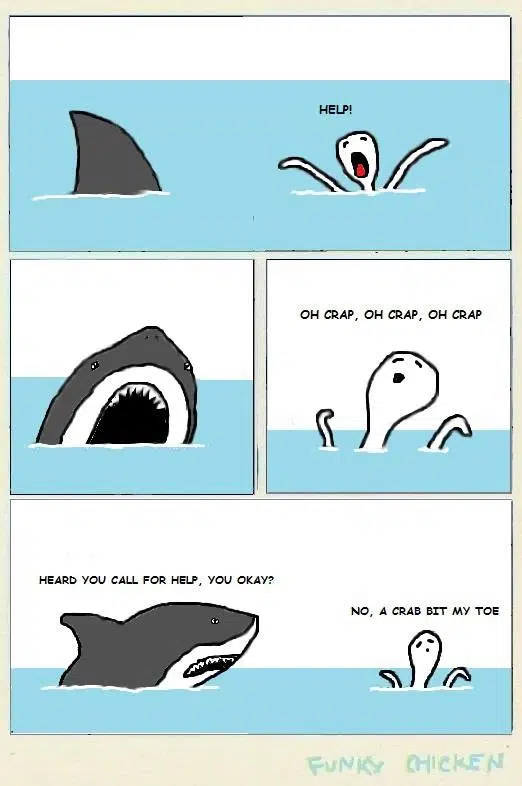 HELP!
OH CRAP, OH CRAP, OH CRAP
HEARD YOU CALL FOR HELP, YOU OKAY?
NO, A CRAB BIT MY TOE
FUNKY CHICKEN